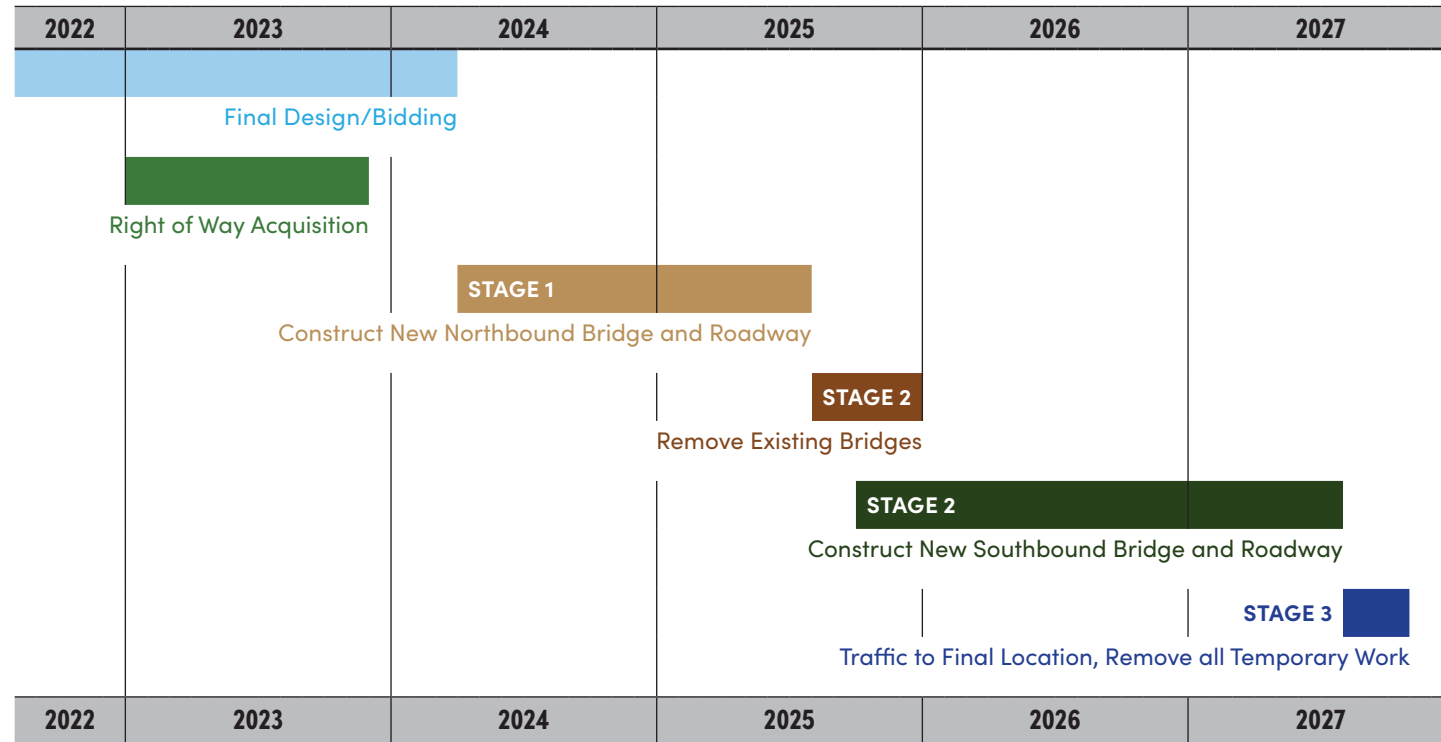 2022 2023 2024 2025 2026 2027
Final Design/Bidding
Right of Way Acquisition
STAGE 1
Construct New Northbound Bridge and Roadway
STAGE 2
Remove Existing Bridges
STAGE 2
Construct New Southbound Bridge and Roadway
STAGE 3
Traffic to Final Location, Remove all Temporary Work
2022 2023 2024 2025 2026 2027